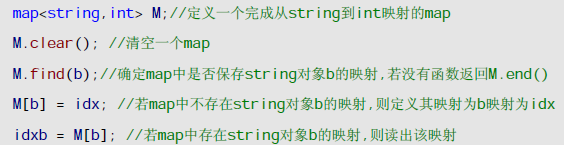 map<string,int> M;//定义一个完成从string到int映射的map
M.clear(); //清空一个map
M.find(b);//确定map中是否保存string对象b的映射,若没有函数返回M.end()
M[b] = idx; //若map中不存在string对象b的映射,则定义其映射为b映射为idx
idxb = M[b]; //若map中存在string对象b的映射,则读出该映射